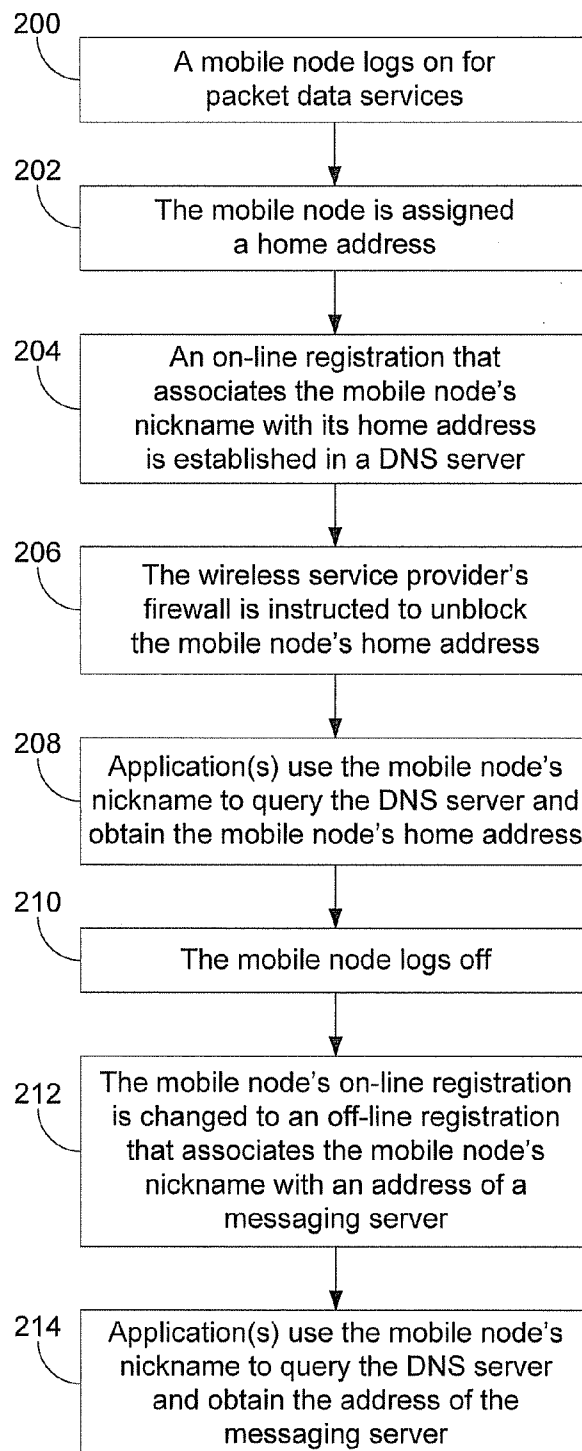 200
A mobile node logs on for
packet data services
202
The mobile node is assigned
a home address
204
An on-line registration that
associates the mobile node's
nickname with its home address
is established in a DNS server
206
The wireless service provider's
firewall is instructed to unblock
the mobile node's home address
208
Application(s) use the mobile node's
nickname to query the DNS server and
obtain the mobile node's home address
210
The mobile node logs off
212
The mobile node's on-line registration
is changed to an off-line registration
that associates the mobile node's
nickname with an address of a
messaging server
214
Application(s) use the mobile node's
nickname to query the DNS server
and obtain the address of the
messaging server